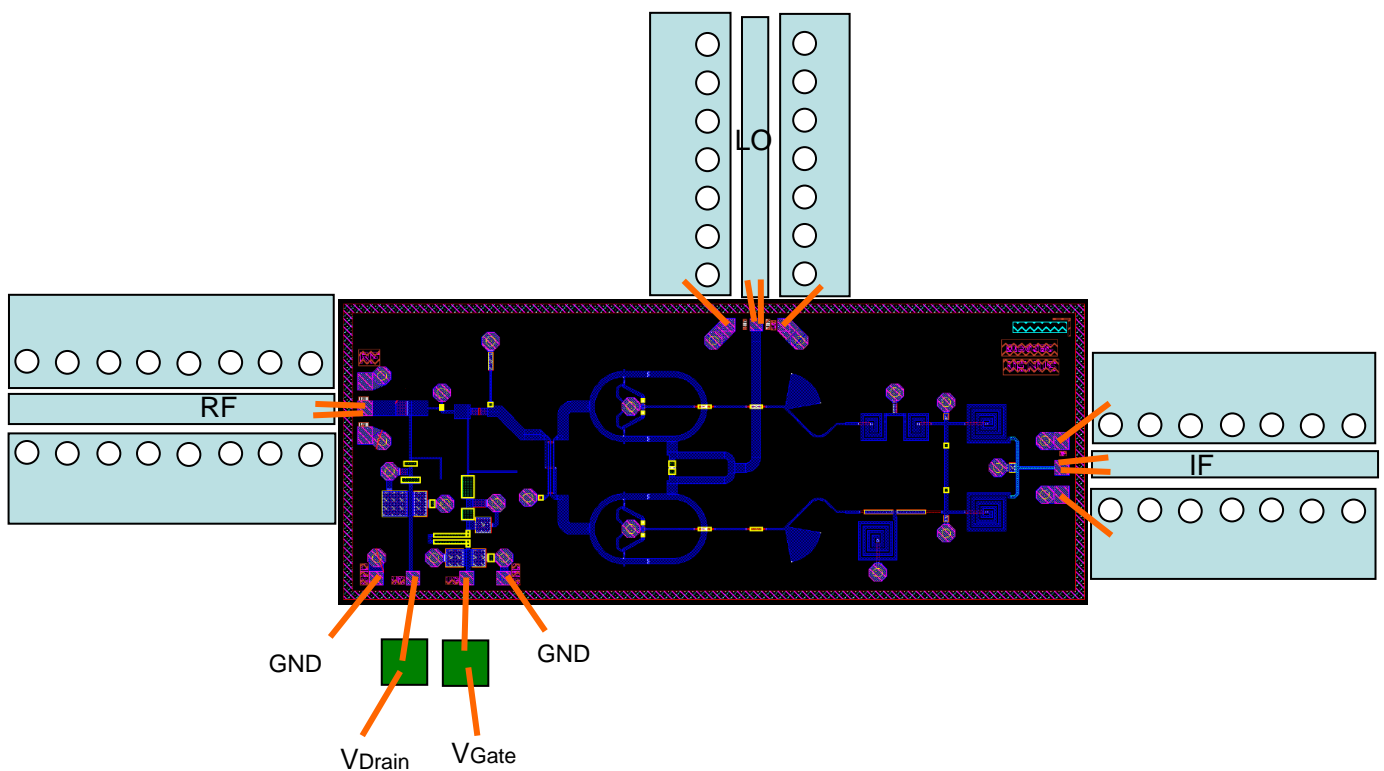 LO
RF
IF
GND
GND
VDrain
VGate